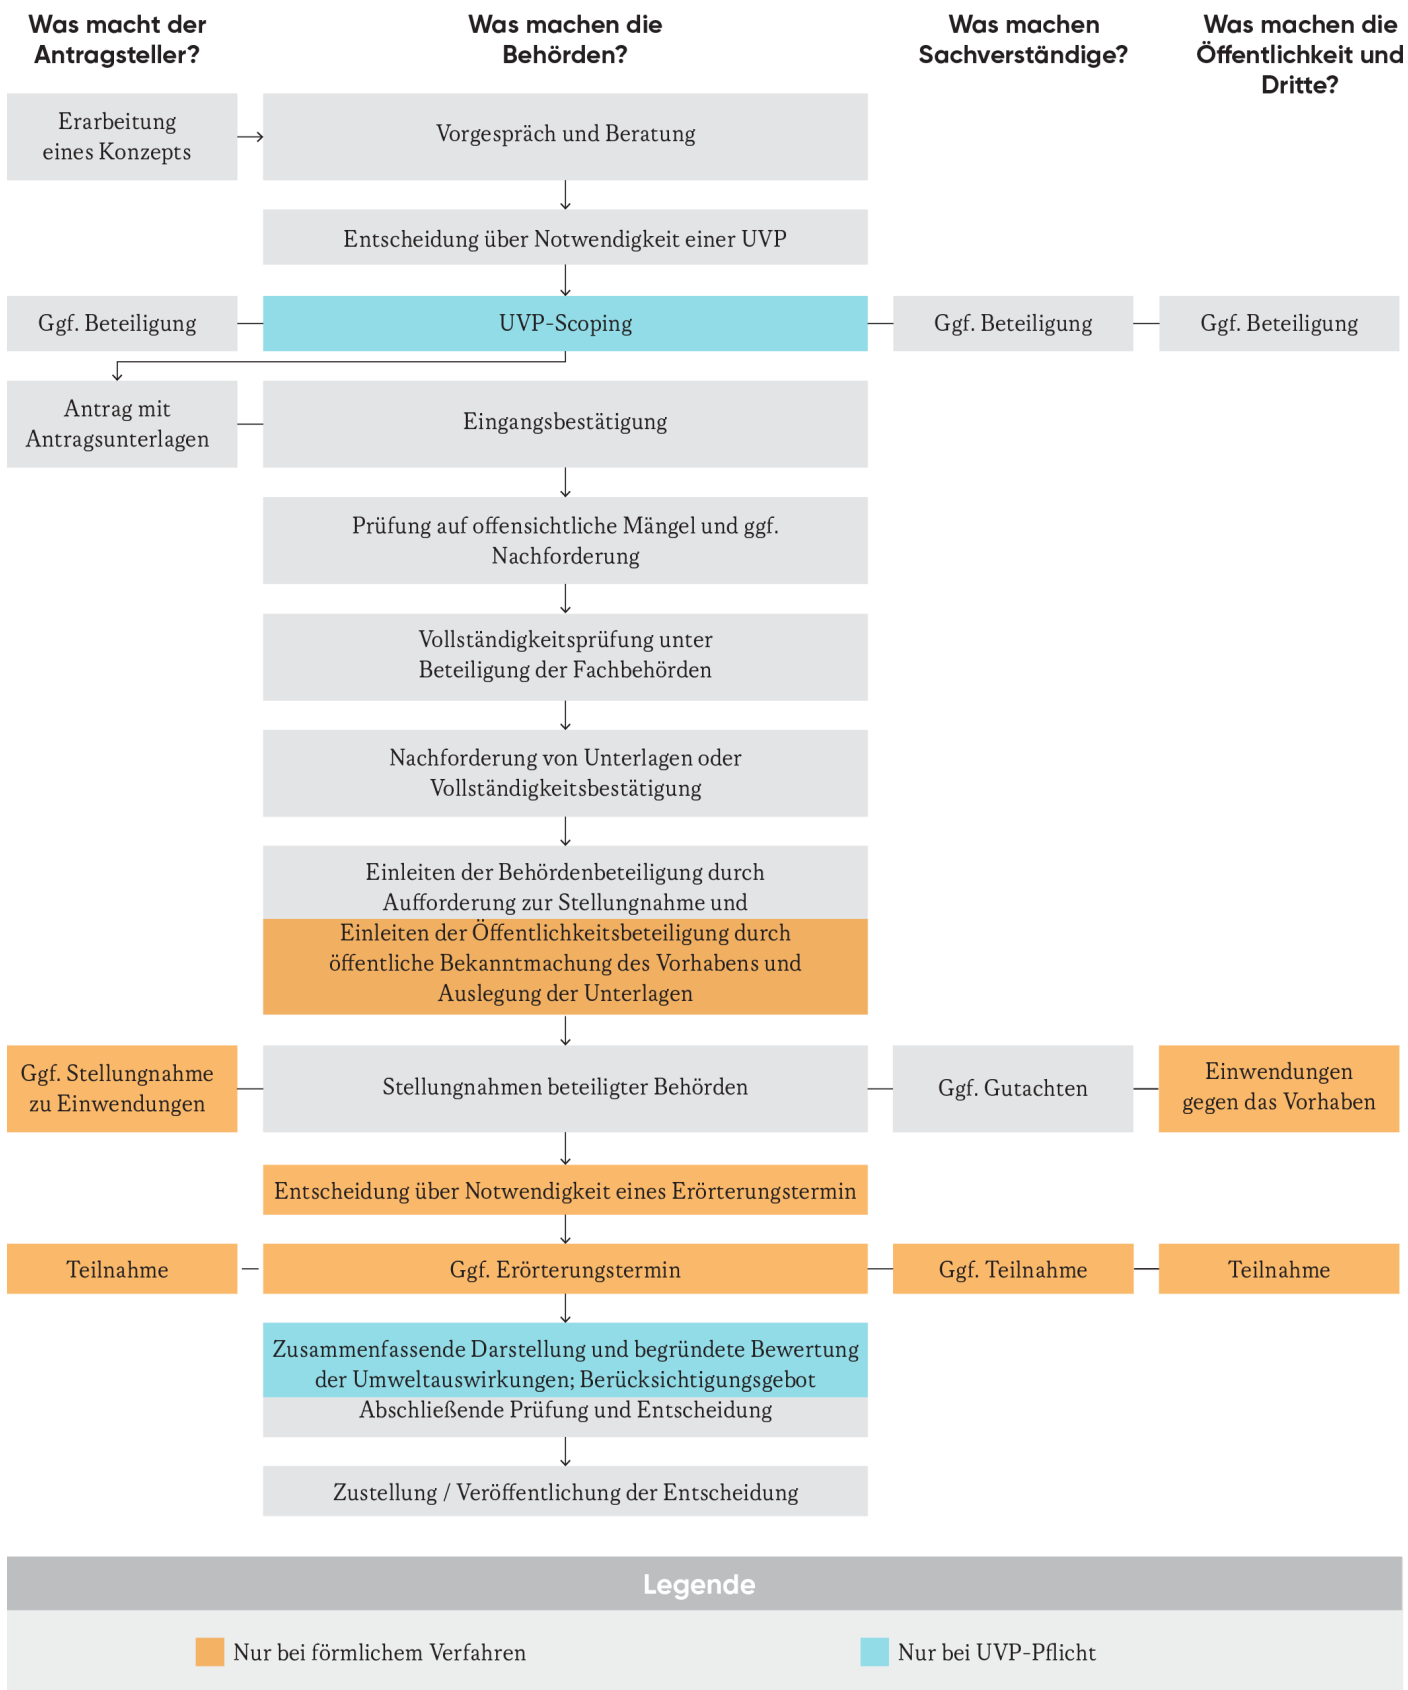 Was macht der
Antragsteller?
Was machen die
Behörden?
Was machen
Sachverständige?
Was machen die
Öffentlichkeit und
Dritte?
Erarbeitung
eines Konzepts
Vorgespräch und Beratung
Entscheidung über Notwendigkeit einer UVP
Ggf. Beteiligung
UVP-Scoping
Ggf. Beteiligung
Ggf. Beteiligung
Antrag mit
Antragsunterlagen
Eingangsbestätigung
Prüfung auf offensichtliche Mängel und ggf.
Nachforderung
Vollständigkeitsprüfung unter
Beteiligung der Fachbehörden
Nachforderung von Unterlagen oder
Vollständigkeitsbestätigung
Einleiten der Behördenbeteiligung durch
Aufforderung zur Stellungnahme und
Einleiten der Öffentlichkeitsbeteiligung durch
öffentliche Bekanntmachung des Vorhabens und
Auslegung der Unterlagen
Ggf. Stellungnahme
zu Einwendungen
Stellungnahmen beteiligter Behörden
Ggf. Gutachten
Einwendungen
gegen das Vorhaben
Entscheidung über Notwendigkeit eines Erörterungstermin
Teilnahme
Ggf. Erörterungstermin
Ggf. Teilnahme
Teilnahme
Zusammenfassende Darstellung und begründete Bewertung
der Umweltauswirkungen; Berücksichtigungsgebot
Abschließende Prüfung und Entscheidung
Zustellung / Veröffentlichung der Entscheidung
Legende
Nur bei förmlichem Verfahren
Nur bei UVP-Pflicht